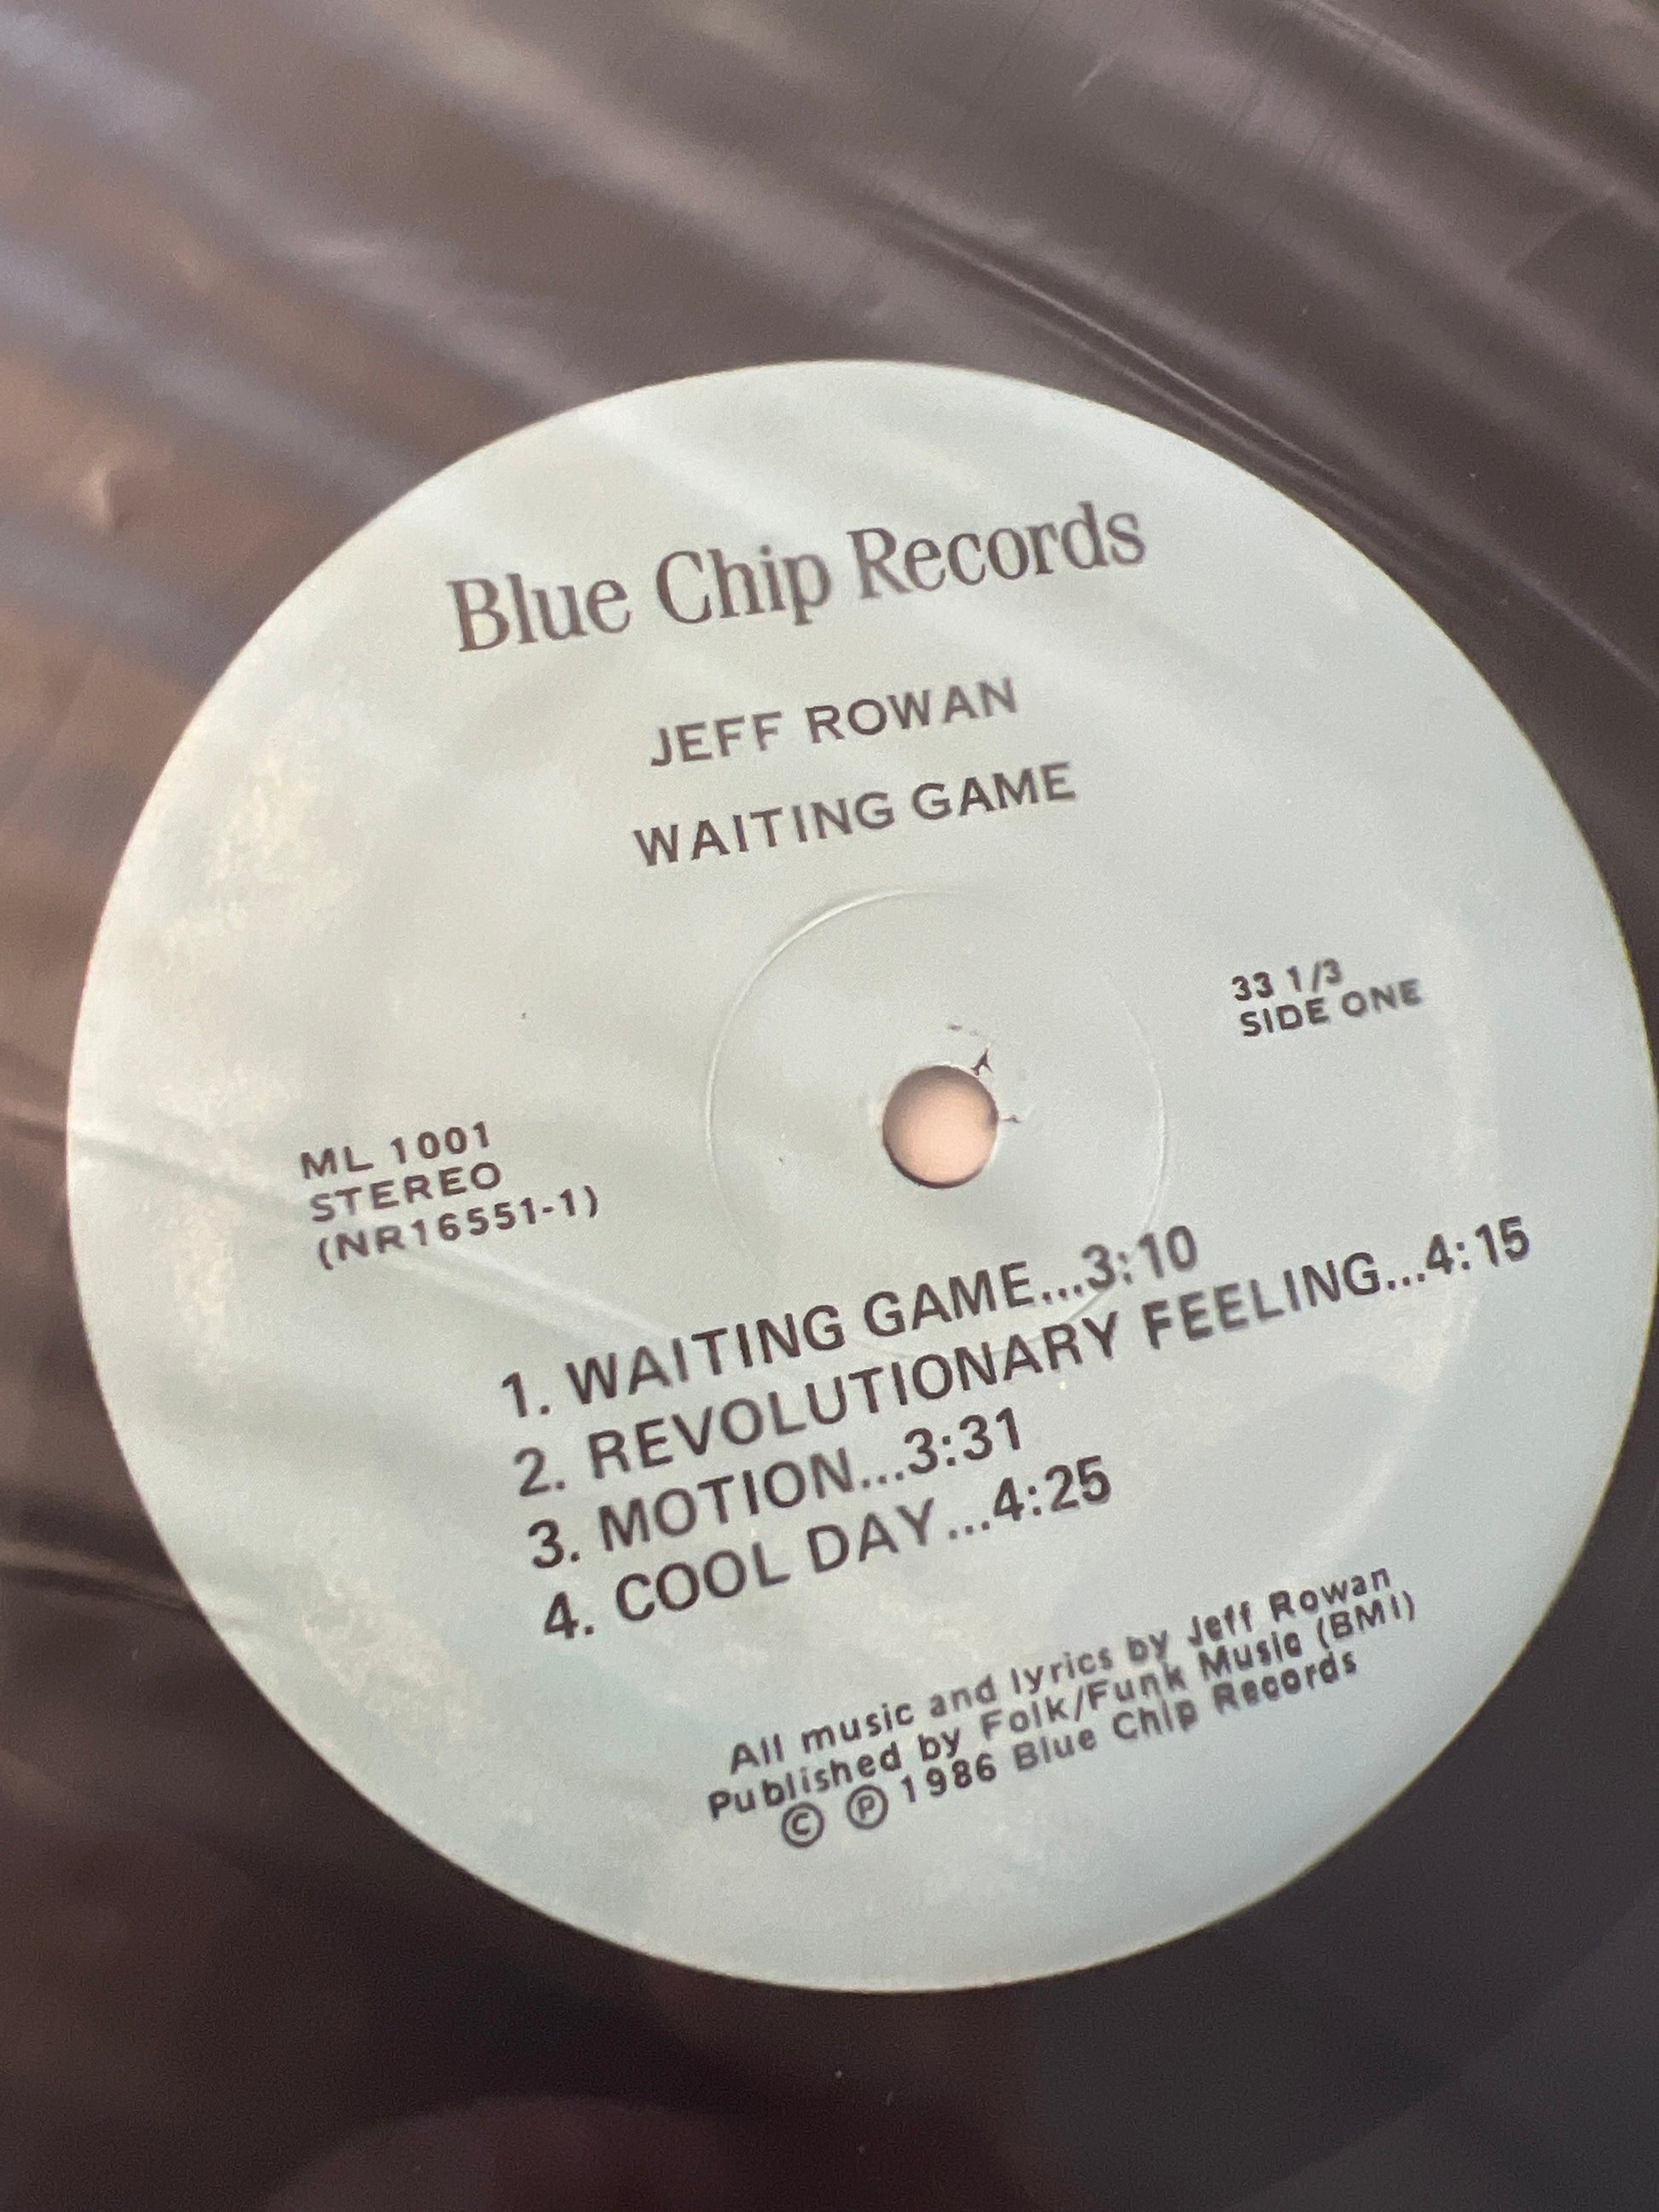 Blue Chip Records
JEFF ROWAN
WAITING GAME
33 1/3
SIDE ONE
ML 1001
STEREO
(NR16551-1)
1. WAITING GAME...3:10
2. REVOLUTIONARY FEELING...4:15
3. MOTION...3:31
4. COOL DAY...4:25
All music and lyrics by Jeff Rowan
Published by Folk/Funk Music (BMI)
© ℗ 1986 Blue Chip Records